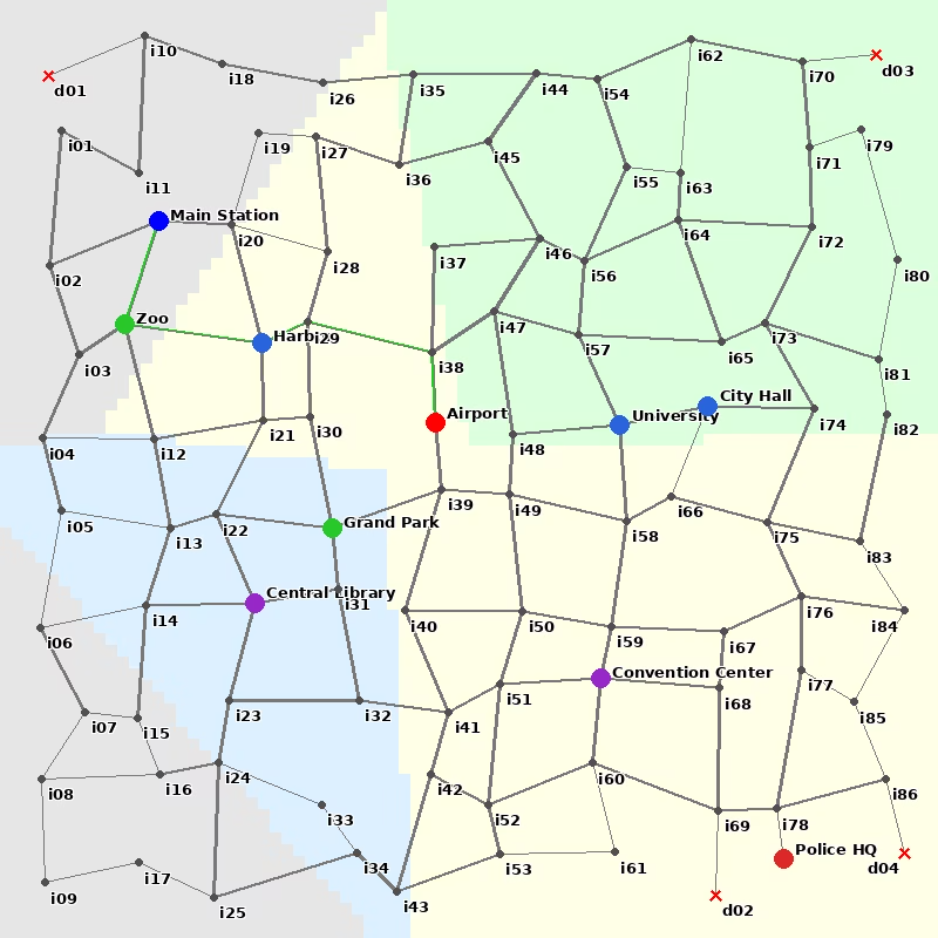 i10
i62
d03
i70
i18
i44
i54
i35
i26
d01
i01
i19
i27
i45
i79
i71
i36
i55
i63
i11
Main Station
i20
i46
i64
i72
i37
i28
i56
i80
i02
Zoo
Harbi29
i47
i57
i73
i65
i38
i03
i81
City Hall
Airport
University
i74
i82
i21
i30
i48
i04
i12
i39
i49
i66
i05
Grand Park
i22
i13
i58
i75
i83
Central Library
i31
i14
i40
i50
i59
i76
i84
i06
i67
Convention Center
i51
i77
i68
i85
i23
i32
i41
i07
i15
i24
i08
i16
i42
i60
i86
i33
i52
i69
i78
Police HQ
i34
i53
i61
i17
d04
i09
i25
i43
d02